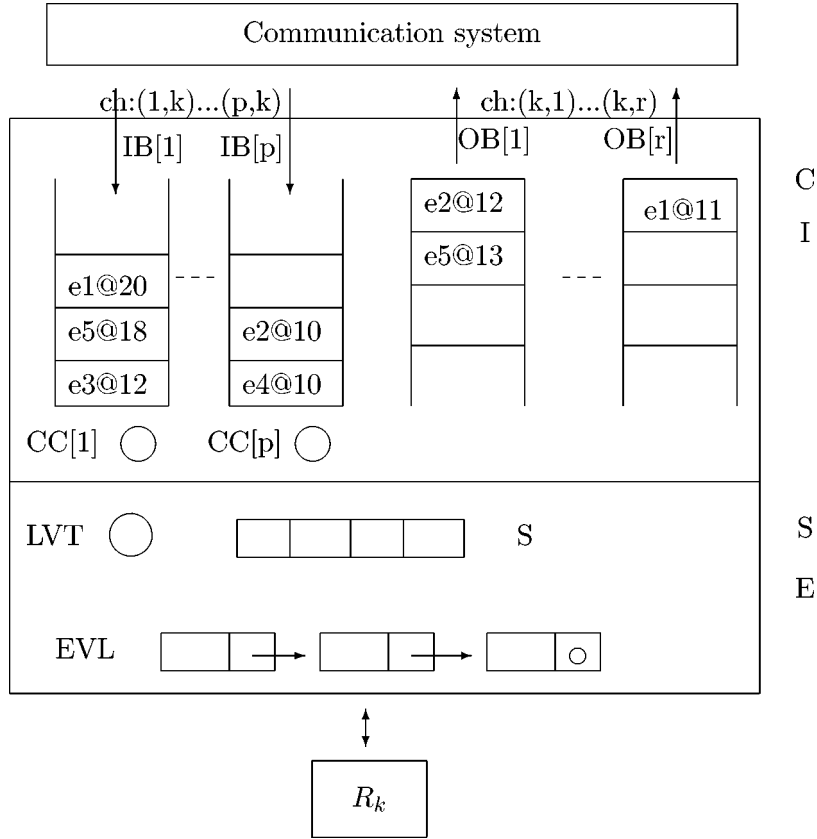 Communication system
ch:(1,k)...(p,k) ch:(k,1)...(k,r)
IB[1] IB[p] OB[1] OB[r]
C
e2@12 e1@11
I
e5@13
e1@20
e5@18 e2@10
e3@12 e4@10
CC[1] CC[p]
LVT S S
E
EVL
R_k